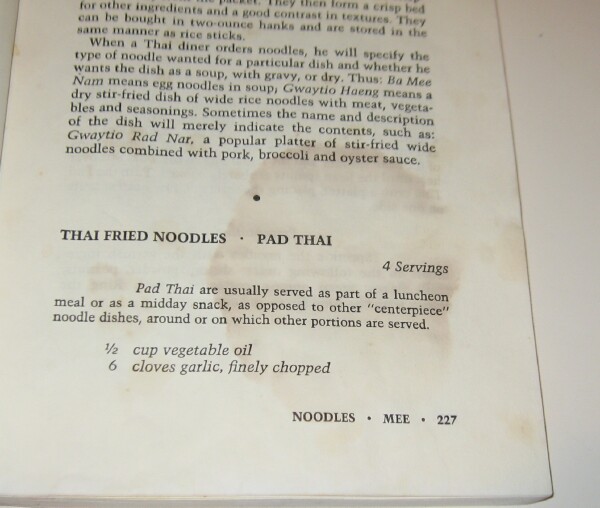 the packet. They then form a crisp bed
for other ingredients and a good contrast in textures. They
can be bought in two-ounce hanks and are stored in the
same manner as rice sticks.
When a Thai diner orders noodles, he will specify the
type of noodle wanted for a particular dish and whether he
wants the dish as a soup, with gravy, or dry. Thus: Ba Mee
Nam means egg noodles in soup; Gwaytio Haeng means a
dry stir-fried dish of wide rice noodles with meat, vegeta-
bles and seasonings. Sometimes the name and description
of the dish will merely indicate the contents, such as:
Gwaytio Rad Nar, a popular platter of stir-fried wide
noodles combined with pork, broccoli and oyster sauce.
•
THAI FRIED NOODLES · PAD THAI
4 Servings
Pad Thai are usually served as part of a luncheon
meal or as a midday snack, as opposed to other "centerpiece"
noodle dishes, around or on which other portions are served.
½ cup vegetable oil
6 cloves garlic, finely chopped
NOODLES · MEE · 227